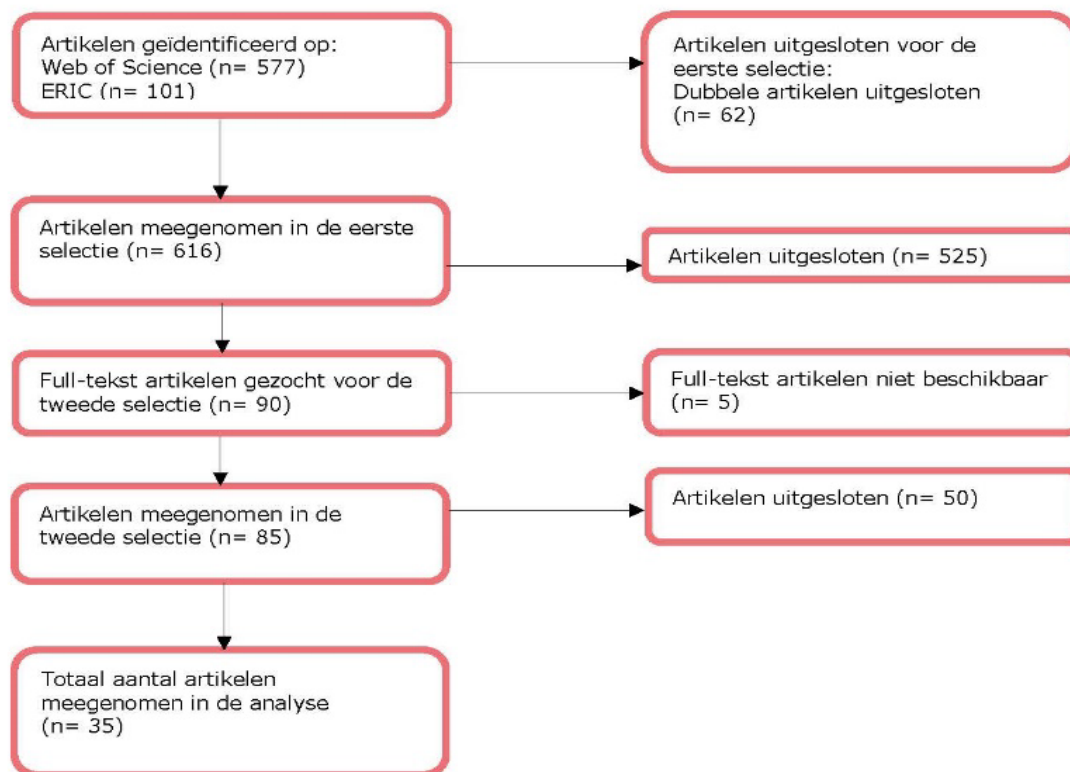 Artikelen geïdentificeerd op:
Web of Science (n= 577)
ERIC (n= 101)
Artikelen uitgesloten voor de
eerste selectie:
Dubbele artikelen uitgesloten
(n= 62)
Artikelen meegenomen in de eerste
selectie (n= 616)
Artikelen uitgesloten (n= 525)
Full-tekst artikelen gezocht voor de
tweede selectie (n= 90)
Full-tekst artikelen niet beschikbaar
(n= 5)
Artikelen meegenomen in de
tweede selectie (n= 85)
Artikelen uitgesloten (n= 50)
Totaal aantal artikelen
meegenomen in de analyse
(n= 35)